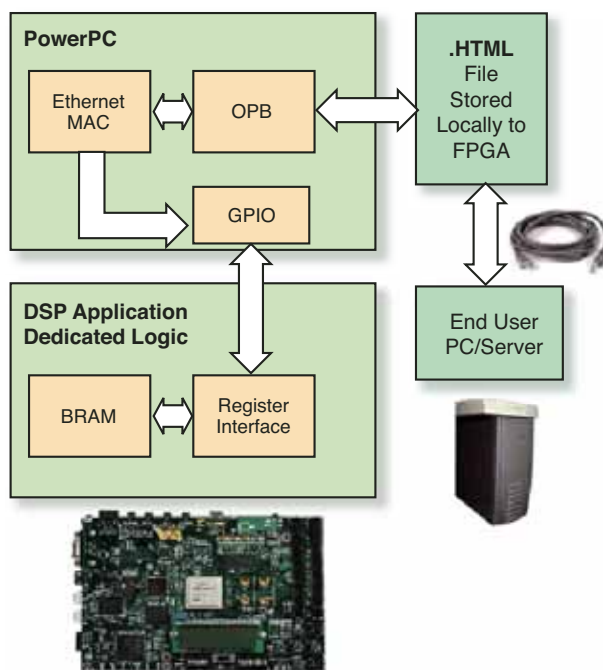 PowerPC
Ethernet
MAC
OPB
GPIO
.HTML
File
Stored
Locally to
FPGA
DSP Application
Dedicated Logic
BRAM
Register
Interface
End User
PC/Server